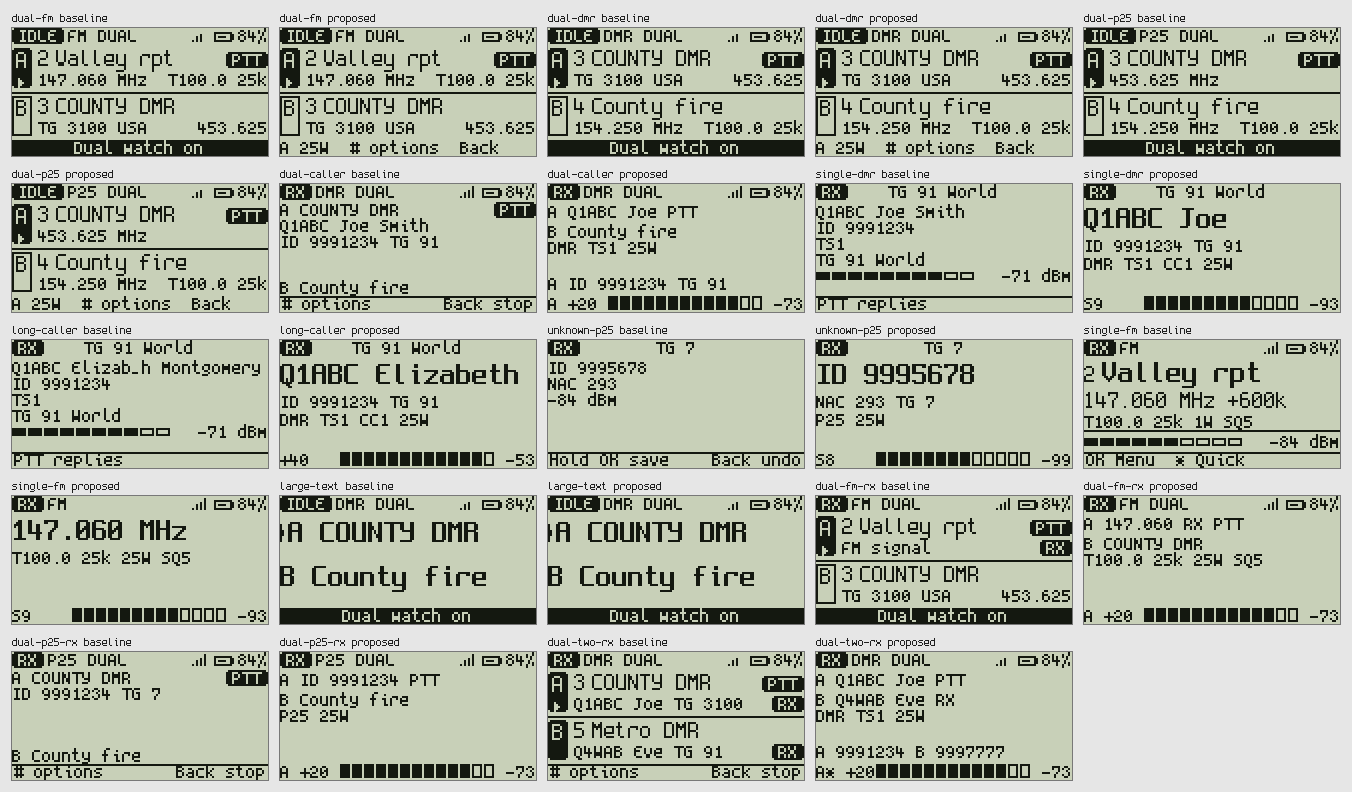 dual-fm baseline
IDLE FM DUAL 84%
A 2 Valley rpt PTT
147.060 MHz T100.0 25k
B 3 COUNTY DMR
TG 3100 USA 453.625
Dual watch on
dual-fm proposed
IDLE FM DUAL 84%
A 2 Valley rpt PTT
147.060 MHz T100.0 25k
B 3 COUNTY DMR
TG 3100 USA 453.625
A 25W # options Back
dual-dmr baseline
IDLE DMR DUAL 84%
A 3 COUNTY DMR PTT
TG 3100 USA 453.625
B 4 County fire
154.250 MHz T100.0 25k
Dual watch on
dual-dmr proposed
IDLE DMR DUAL 84%
A 3 COUNTY DMR PTT
TG 3100 USA 453.625
B 4 County fire
154.250 MHz T100.0 25k
A 25W # options Back
dual-p25 baseline
IDLE P25 DUAL 84%
A 3 COUNTY DMR PTT
453.625 MHz
B 4 County fire
154.250 MHz T100.0 25k
Dual watch on
dual-p25 proposed
IDLE P25 DUAL 84%
A 3 COUNTY DMR PTT
453.625 MHz
B 4 County fire
154.250 MHz T100.0 25k
A 25W # options Back
dual-caller baseline
RX DMR DUAL 84%
A COUNTY DMR PTT
Q1ABC Joe Smith
ID 9991234 TG 91
B County fire
# options Back stop
dual-caller proposed
RX DMR DUAL 84%
A Q1ABC Joe PTT
B County fire
DMR TS1 25W
A ID 9991234 TG 91
A +20 -73
single-dmr baseline
RX TG 91 World
Q1ABC Joe Smith
ID 9991234
TS1
TG 91 World
-71 dBm
PTT replies
single-dmr proposed
RX TG 91 World
Q1ABC Joe
ID 9991234 TG 91
DMR TS1 CC1 25W
S9 -93
long-caller baseline
RX TG 91 World
Q1ABC Elizab_h Montgomery
ID 9991234
TS1
TG 91 World
-71 dBm
PTT replies
long-caller proposed
RX TG 91 World
Q1ABC Elizabeth
ID 9991234 TG 91
DMR TS1 CC1 25W
+40 -53
unknown-p25 baseline
RX TG 7
ID 9995678
NAC 293
-84 dBm
Hold OK save Back undo
unknown-p25 proposed
RX TG 7
ID 9995678
NAC 293 TG 7
P25 25W
S8 -99
single-fm baseline
RX FM 84%
2 Valley rpt
147.060 MHz +600k
T100.0 25k 1W SQ5
-84 dBm
OK Menu * Quick
single-fm proposed
RX FM 84%
147.060 MHz
T100.0 25k 25W SQ5
S9 -93
large-text baseline
IDLE DMR DUAL 84%
A COUNTY DMR
B County fire
Dual watch on
large-text proposed
IDLE DMR DUAL 84%
A COUNTY DMR
B County fire
Dual watch on
dual-fm-rx baseline
RX FM DUAL 84%
A 2 Valley rpt PTT
FM signal RX
B 3 COUNTY DMR
TG 3100 USA 453.625
Dual watch on
dual-fm-rx proposed
RX FM DUAL 84%
A 147.060 RX PTT
B COUNTY DMR
T100.0 25k 25W SQ5
A +20 -73
dual-p25-rx baseline
RX P25 DUAL 84%
A COUNTY DMR PTT
ID 9991234 TG 7
B County fire
# options Back stop
dual-p25-rx proposed
RX P25 DUAL 84%
A ID 9991234 PTT
B County fire
P25 25W
A +20 -73
dual-two-rx baseline
RX DMR DUAL 84%
A 3 COUNTY DMR PTT
Q1ABC Joe TG 3100 RX
B 5 Metro DMR
Q4WAB Eve TG 91 RX
# options Back stop
dual-two-rx proposed
RX DMR DUAL 84%
A Q1ABC Joe PTT
B Q4WAB Eve RX
DMR TS1 25W
A 9991234 B 9997777
A* +20 -73